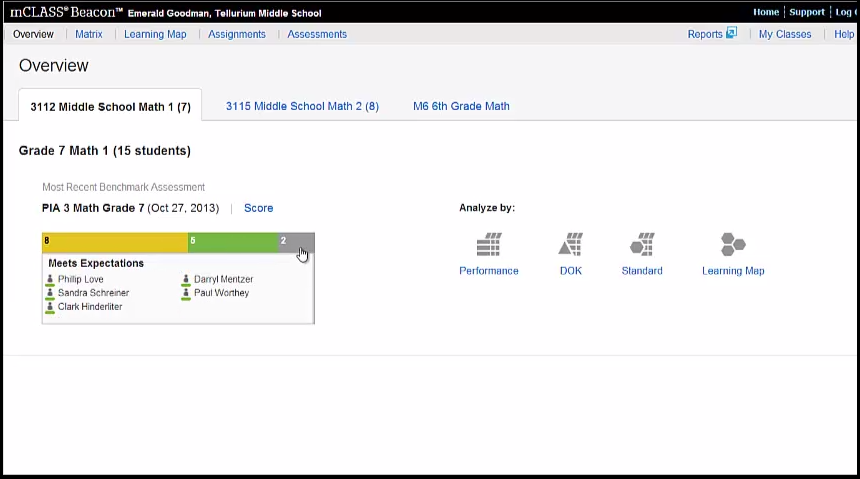 mCLASS® Beacon™ Emerald Goodman, Tellurium Middle School Home Support Log
Overview Matrix Learning Map Assignments Assessments Reports My Classes Help
Overview
3112 Middle School Math 1 (7) 3115 Middle School Math 2 (8) M6 6th Grade Math
Grade 7 Math 1 (15 students)
Most Recent Benchmark Assessment
PIA 3 Math Grade 7 (Oct 27, 2013) | Score Analyze by:
8 5 2
Meets Expectations
Philip Love Darryl Mentzer
Sandra Schreiner Paul Worthey
Clark Hinderliter
Performance DOK Standard Learning Map